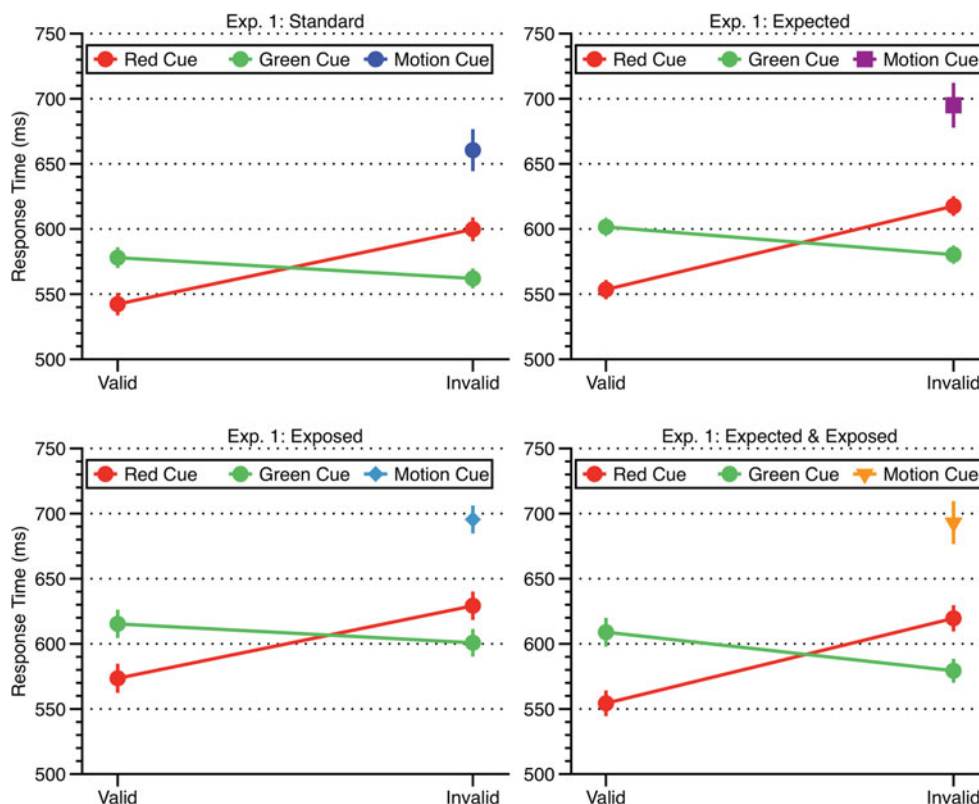 Exp. 1: Standard
Response Time (ms)
750
700
650
600
550
500
Red Cue Green Cue Motion Cue
Valid Invalid
Exp. 1: Expected
750
700
650
600
550
500
Red Cue Green Cue Motion Cue
Valid Invalid
Exp. 1: Exposed
Response Time (ms)
750
700
650
600
550
500
Red Cue Green Cue Motion Cue
Valid Invalid
Exp. 1: Expected & Exposed
750
700
650
600
550
500
Red Cue Green Cue Motion Cue
Valid Invalid